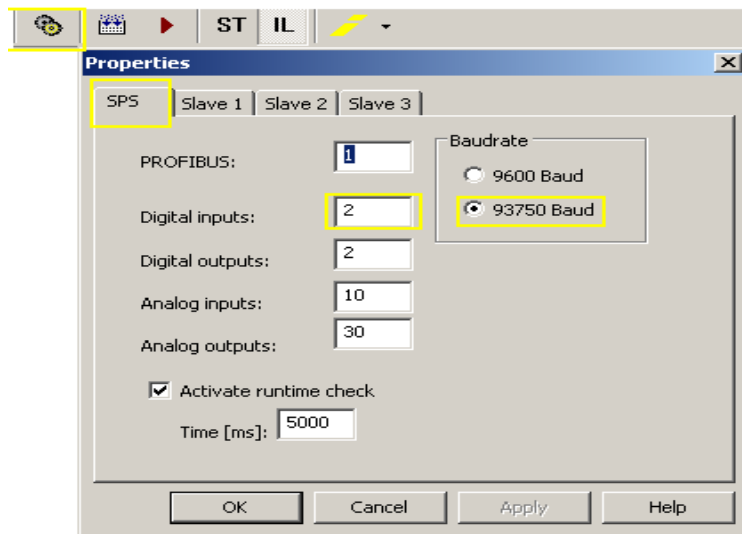 ST IL
Properties
SPS Slave 1 Slave 2 Slave 3
PROFIBUS: 1
Baudrate
9600 Baud
93750 Baud
Digital inputs: 2
Digital outputs: 2
Analog inputs: 10
Analog outputs: 30
Activate runtime check
Time [ms]: 5000
OK Cancel Apply Help